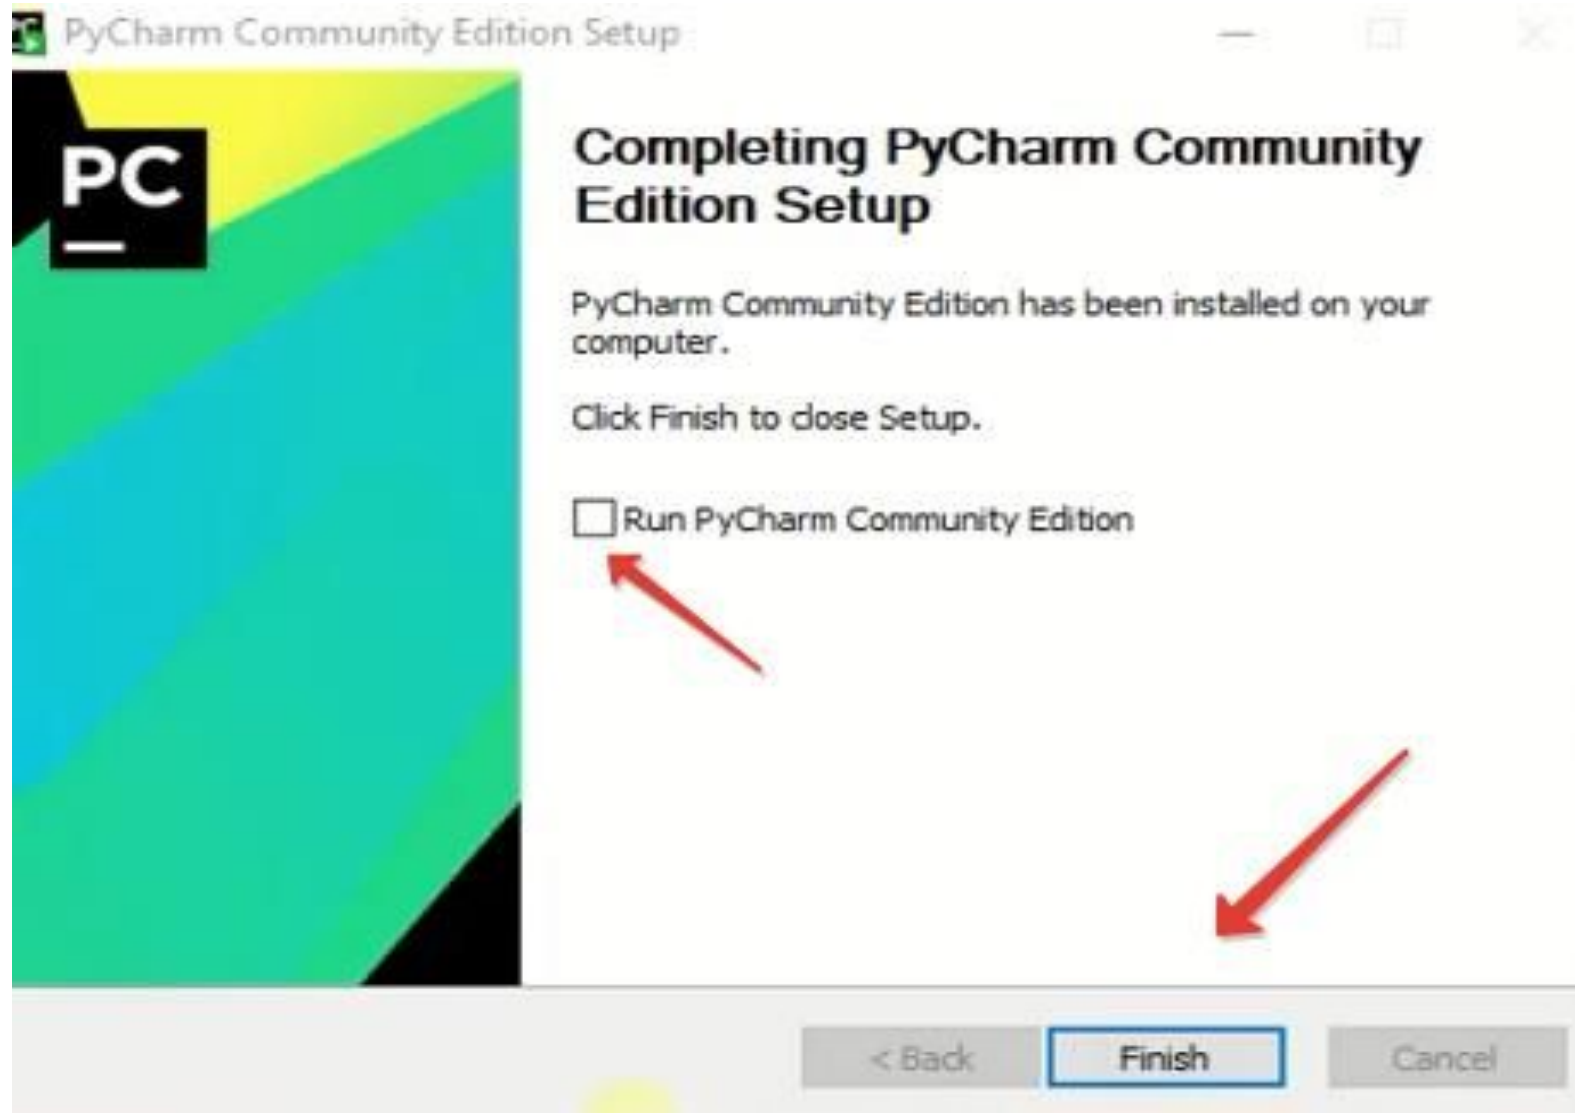 PyCharm Community Edition Setup
PC
Completing PyCharm Community
Edition Setup
PyCharm Community Edition has been installed on your
computer.
Click Finish to close Setup.
Run PyCharm Community Edition
< Back
Finish
Cancel